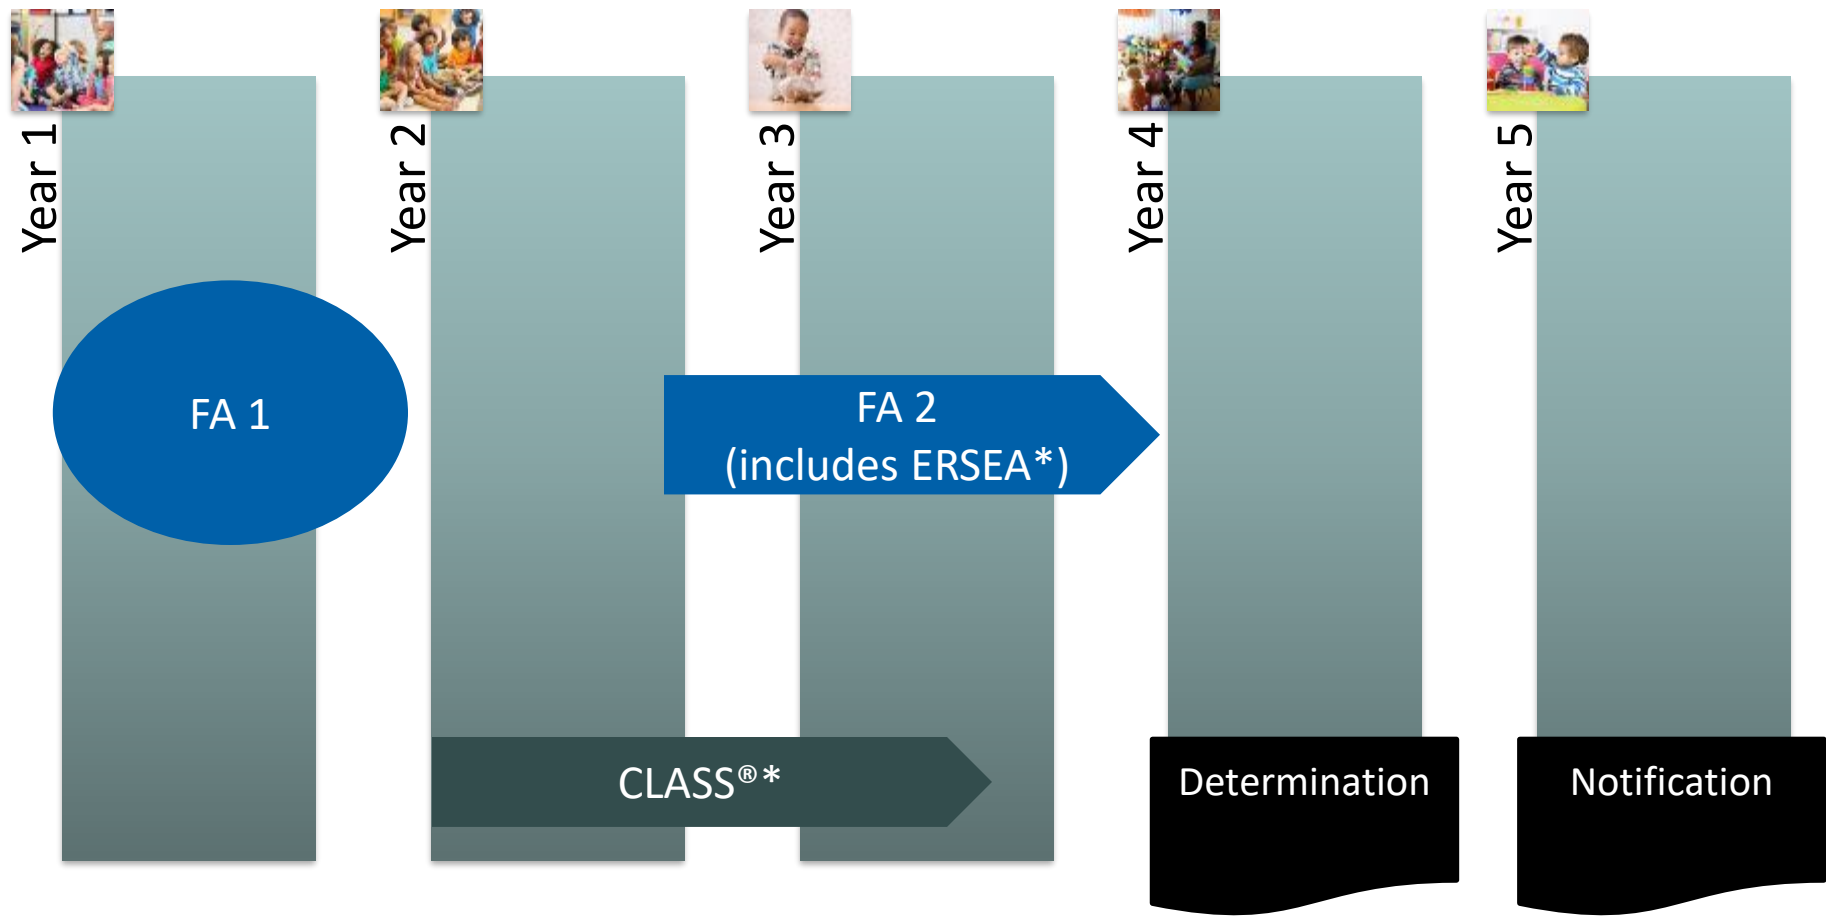 Year 1
Year 2
Year 3
Year 4
Year 5
FA 1
FA 2
(includes ERSEA*)
CLASS®*
Determination
Notification